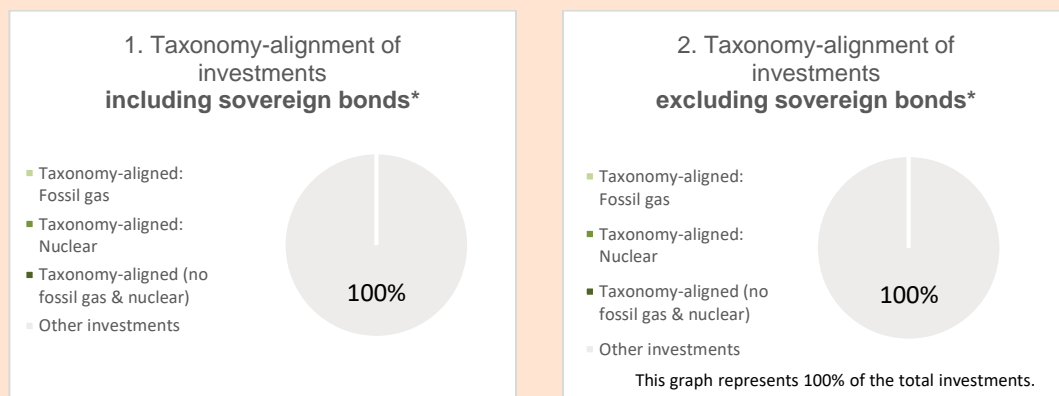 1. Taxonomy-alignment of
investments
including sovereign bonds*
Taxonomy-aligned:
Fossil gas
Taxonomy-aligned:
Nuclear
Taxonomy-aligned (no
fossil gas & nuclear)
Other investments
100%
2. Taxonomy-alignment of
investments
excluding sovereign bonds*
Taxonomy-aligned:
Fossil gas
Taxonomy-aligned:
Nuclear
Taxonomy-aligned (no
fossil gas & nuclear)
Other investments
100%
This graph represents 100% of the total investments.